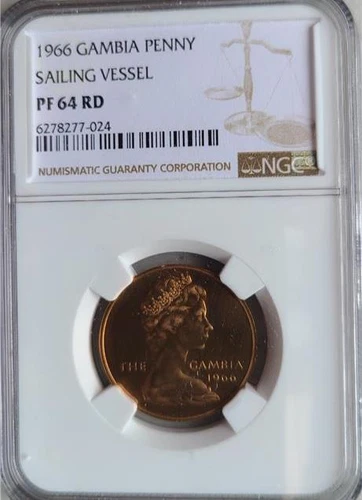 1966 GAMBIA PENNY
SAILING VESSEL
PF 64 RD
6278277-024
NUMISMATIC GUARANTY CORPORATION
NGC
THE GAMBIA
1966